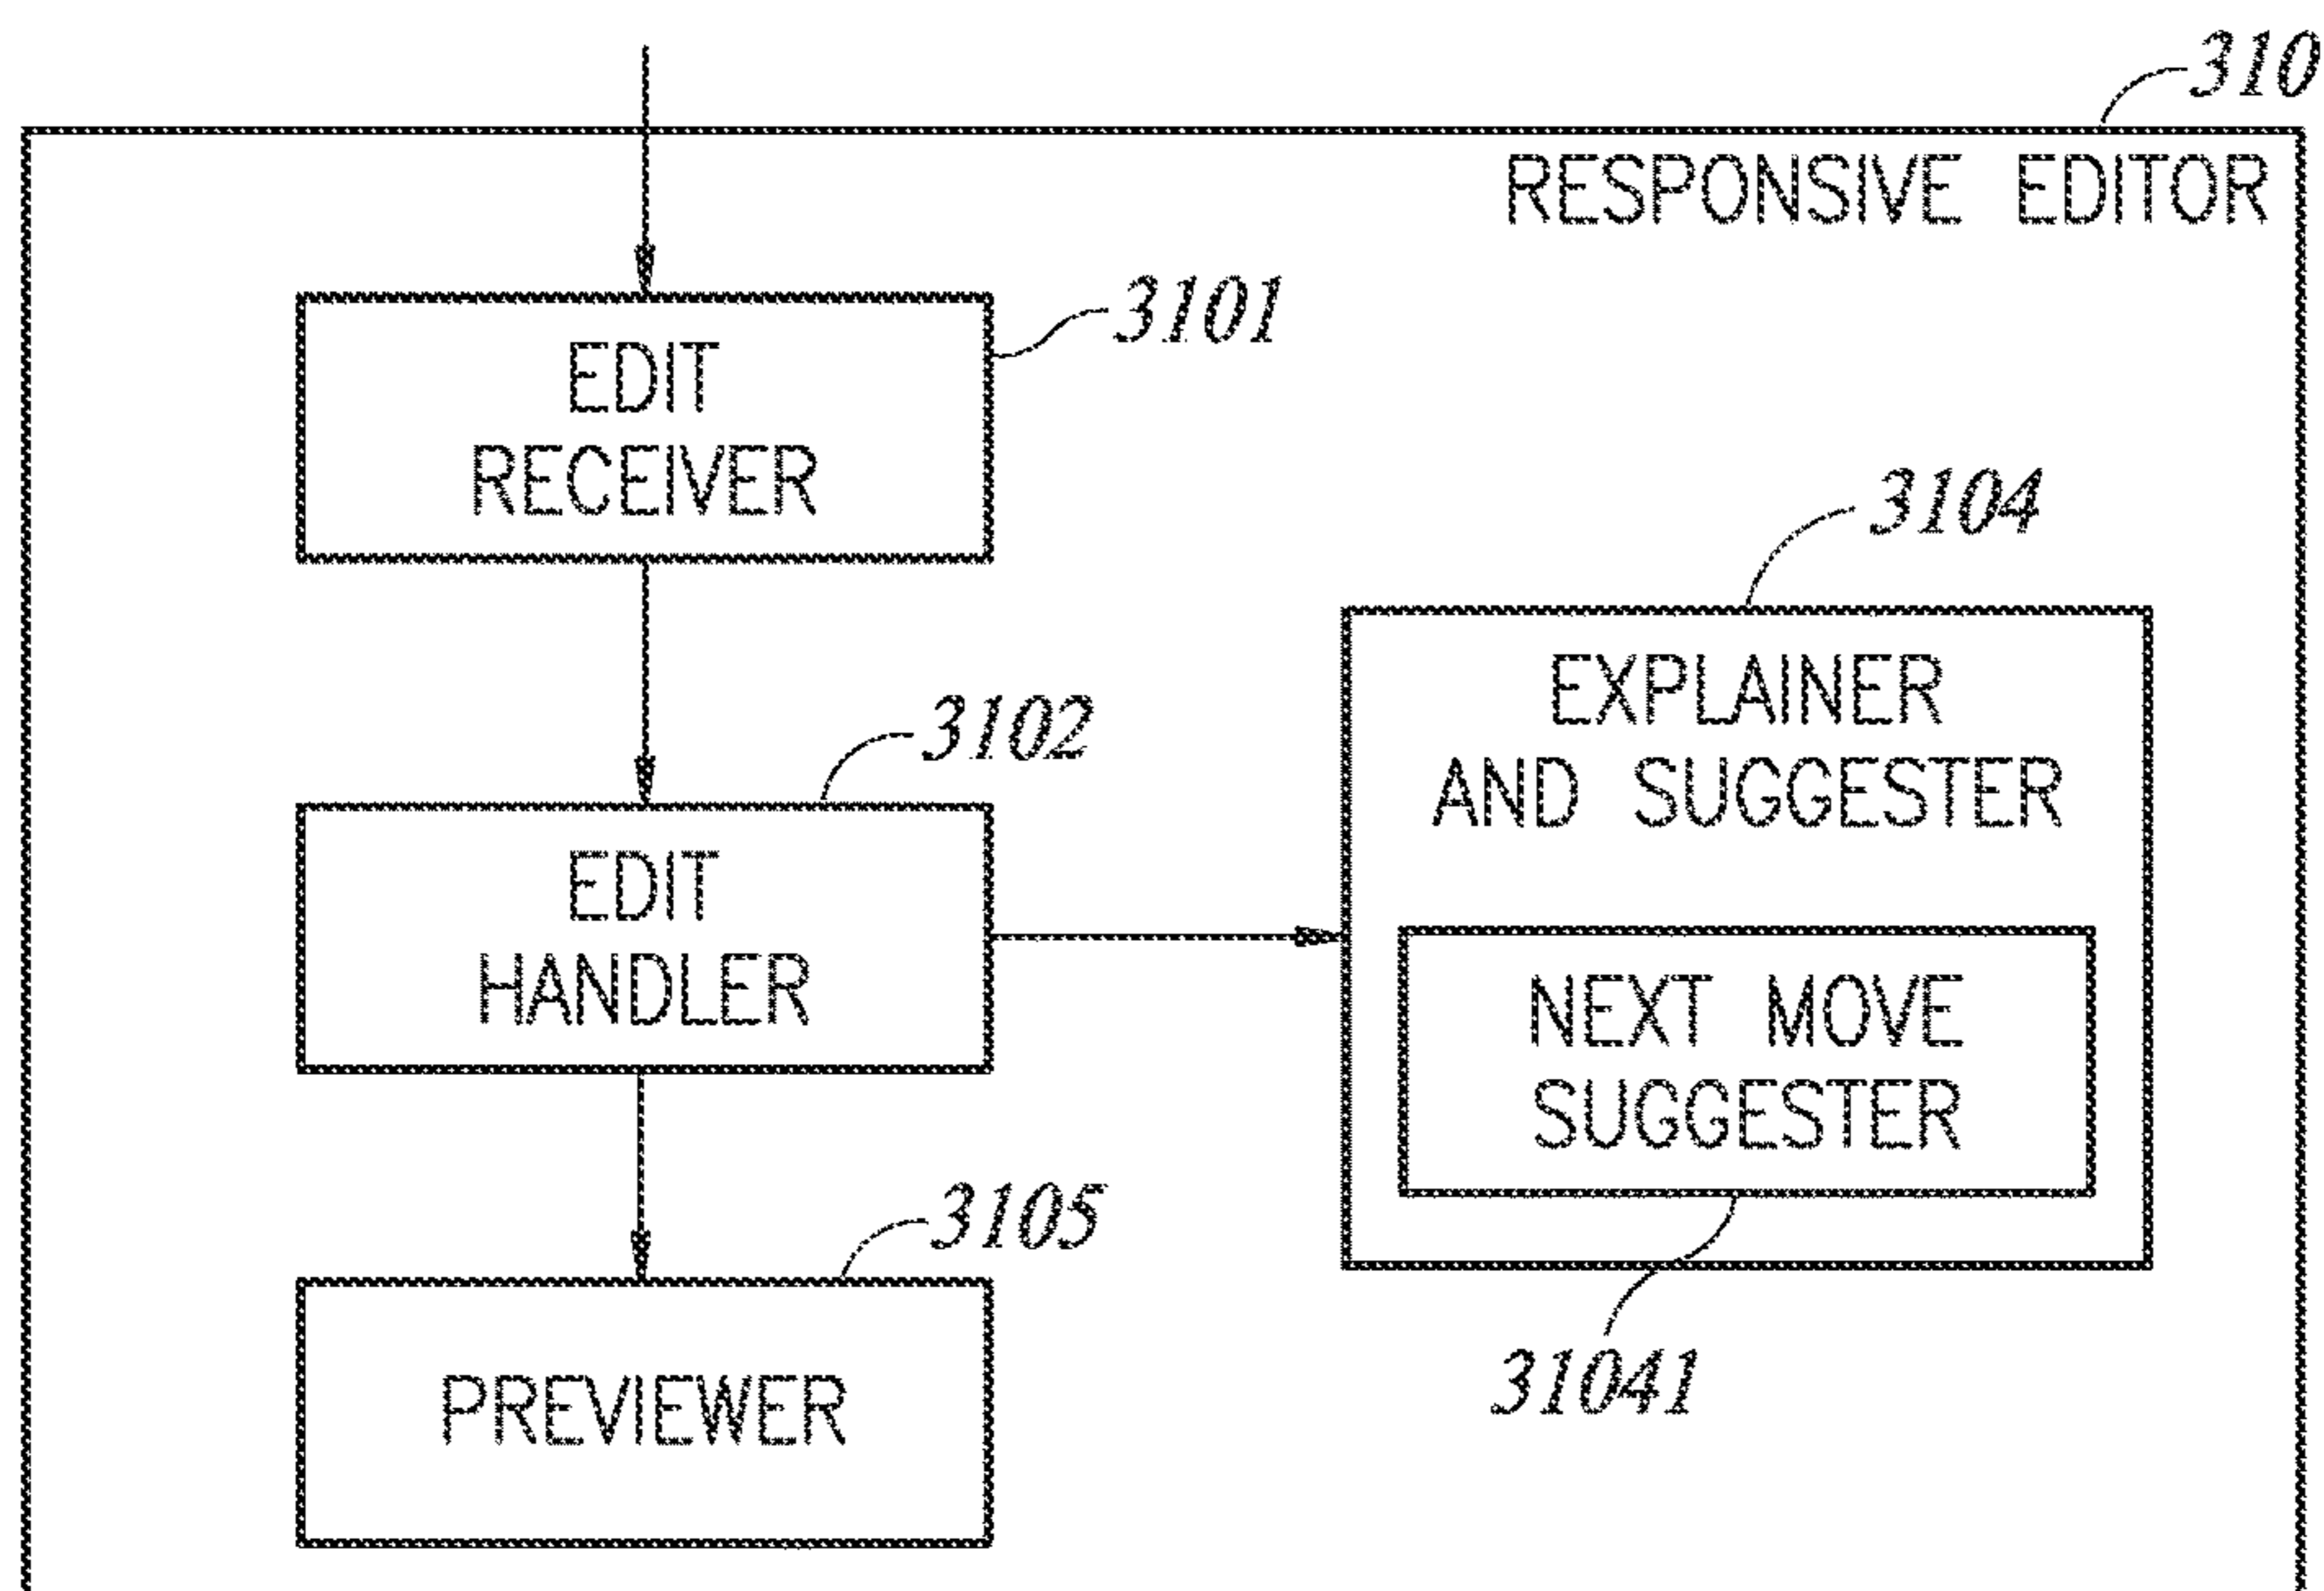 310
RESPONSIVE EDITOR
3101
EDIT
RECEIVER
3104
EXPLAINER
AND SUGGESTER
3102
EDIT
HANDLER
NEXT MOVE
SUGGESTER
3105
31041
PREVIEWER